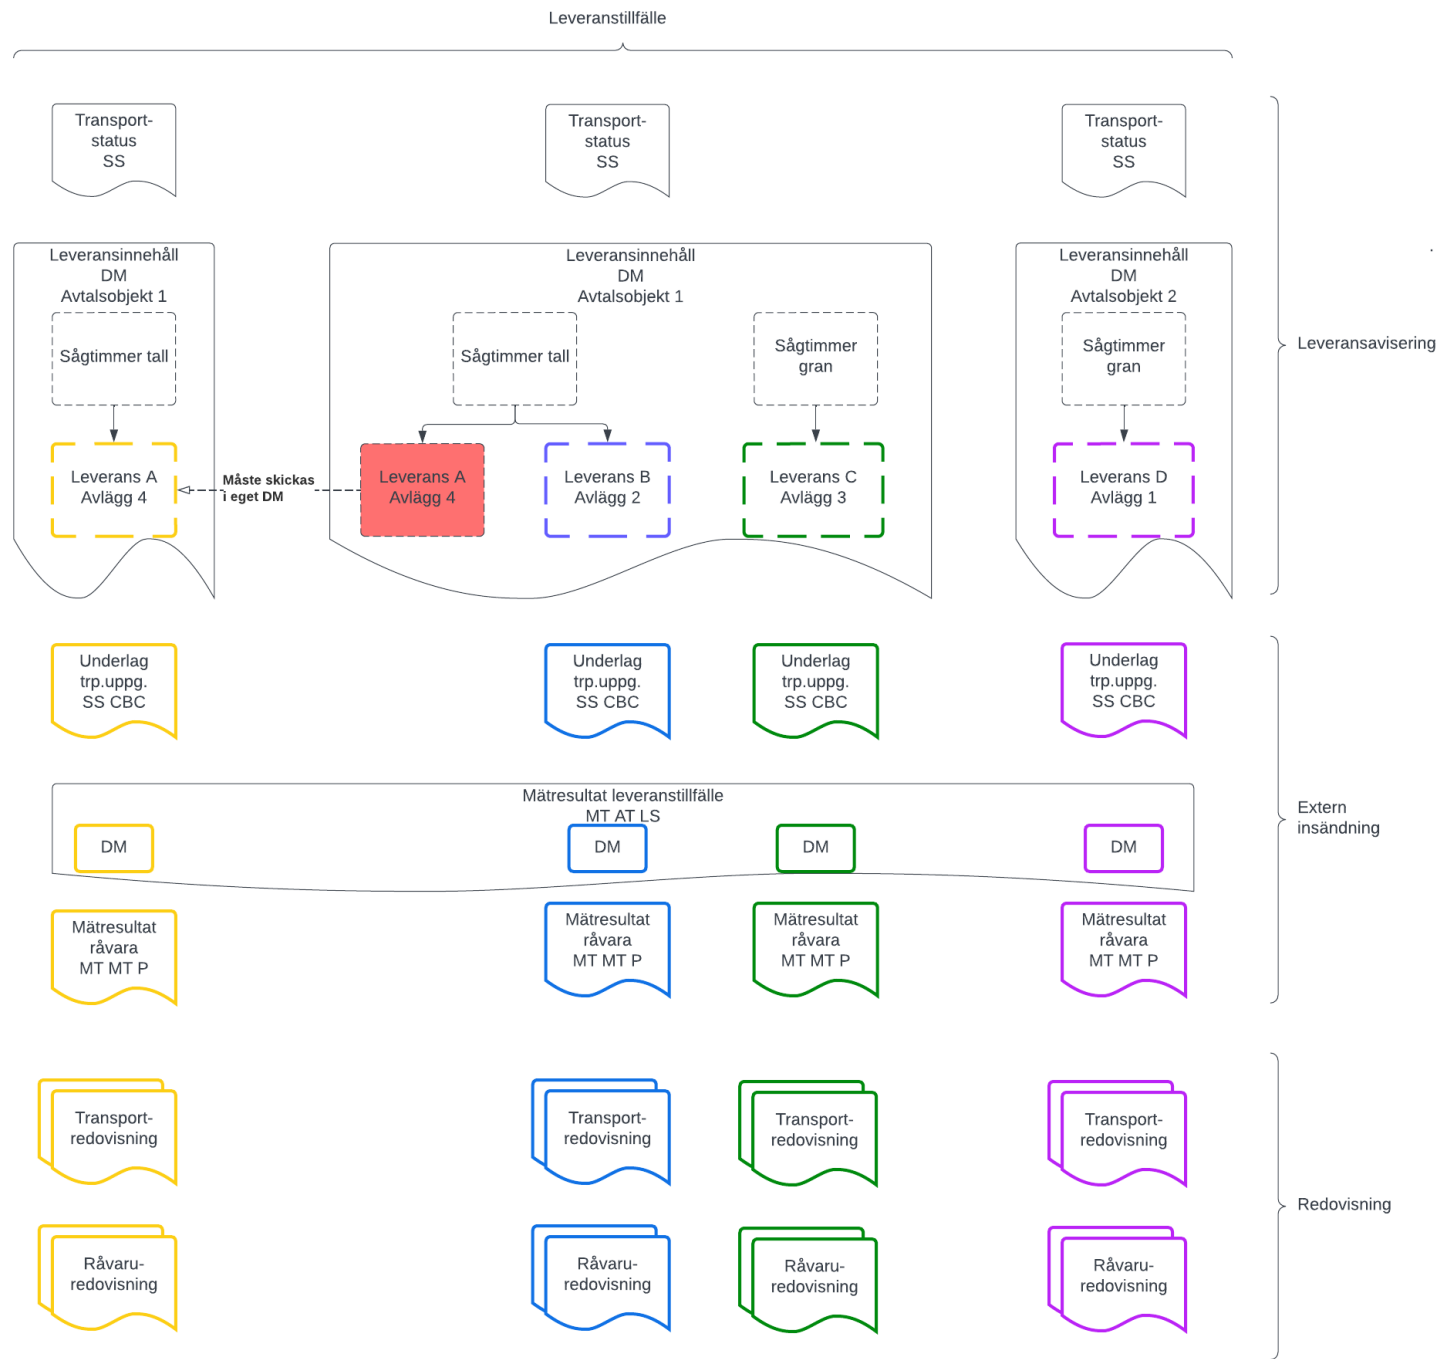 Leveranstillfälle
Transport-
status
SS
Transport-
status
SS
Transport-
status
SS
Leveransinnehåll
DM
Avtalsobjekt 1
Sågtimmer tall
Leverans A
Avlägg 4
Måste skickas
i eget DM
Leveransinnehåll
DM
Avtalsobjekt 1
Sågtimmer tall
Sågtimmer
gran
Leverans A
Avlägg 4
Leverans B
Avlägg 2
Leverans C
Avlägg 3
Leveransinnehåll
DM
Avtalsobjekt 2
Sågtimmer
gran
Leverans D
Avlägg 1
Leveransavisering
.
Underlag
trp.uppg.
SS CBC
Underlag
trp.uppg.
SS CBC
Underlag
trp.uppg.
SS CBC
Underlag
trp.uppg.
SS CBC
Mätresultat leveranstillfälle
MT AT LS
DM
DM
DM
DM
Extern
insändning
Mätresultat
råvara
MT MT P
Mätresultat
råvara
MT MT P
Mätresultat
råvara
MT MT P
Mätresultat
råvara
MT MT P
Transport-
redovisning
Transport-
redovisning
Transport-
redovisning
Transport-
redovisning
Redovisning
Råvaru-
redovisning
Råvaru-
redovisning
Råvaru-
redovisning
Råvaru-
redovisning